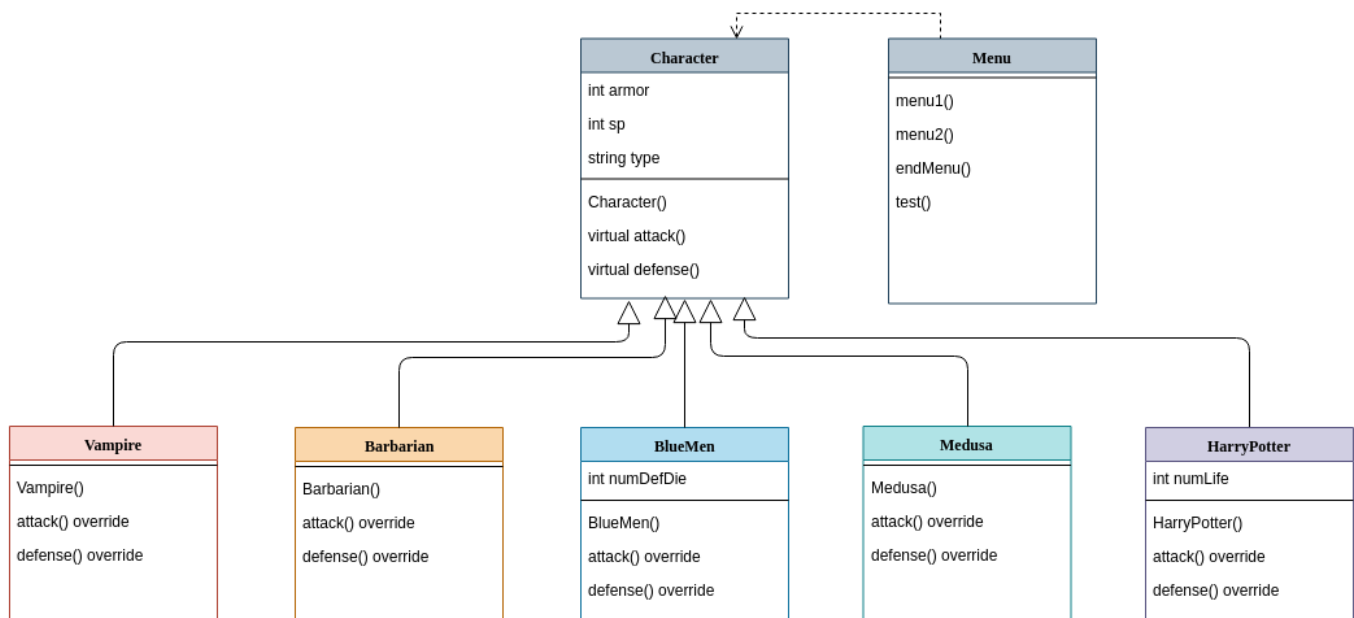 Character
int armor
int sp
string type
Character()
virtual attack()
virtual defense()
Menu
menu1()
menu2()
endMenu()
test()
Vampire
Vampire()
attack() override
defense() override
Barbarian
Barbarian()
attack() override
defense() override
BlueMen
int numDefDie
BlueMen()
attack() override
defense() override
Medusa
Medusa()
attack() override
defense() override
HarryPotter
int numLife
HarryPotter()
attack() override
defense() override